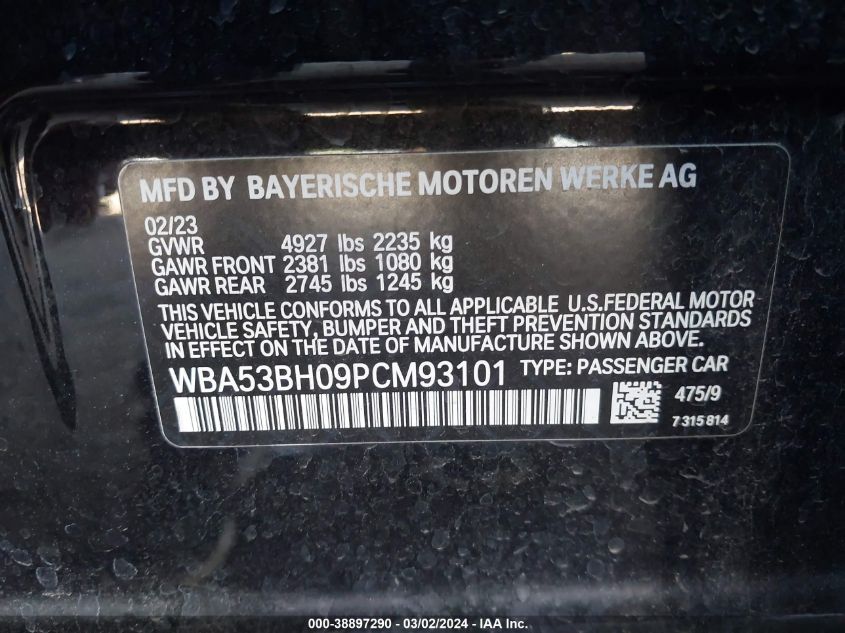 MFD BY BAYERISCHE MOTOREN WERKE AG
02/23
GVWR 4927 lbs 2235 kg
GAWR FRONT 2381 lbs 1080 kg
GAWR REAR 2745 lbs 1245 kg
THIS VEHICLE CONFORMS TO ALL APPLICABLE U.S.FEDERAL MOTOR
VEHICLE SAFETY, BUMPER AND THEFT PREVENTION STANDARDS
IN EFFECT ON THE DATE OF MANUFACTURE SHOWN ABOVE.
WBA53BH09PCM93101 TYPE: PASSENGER CAR
475/9
7 315 814
000-38897290 - 03/02/2024 - IAA Inc.